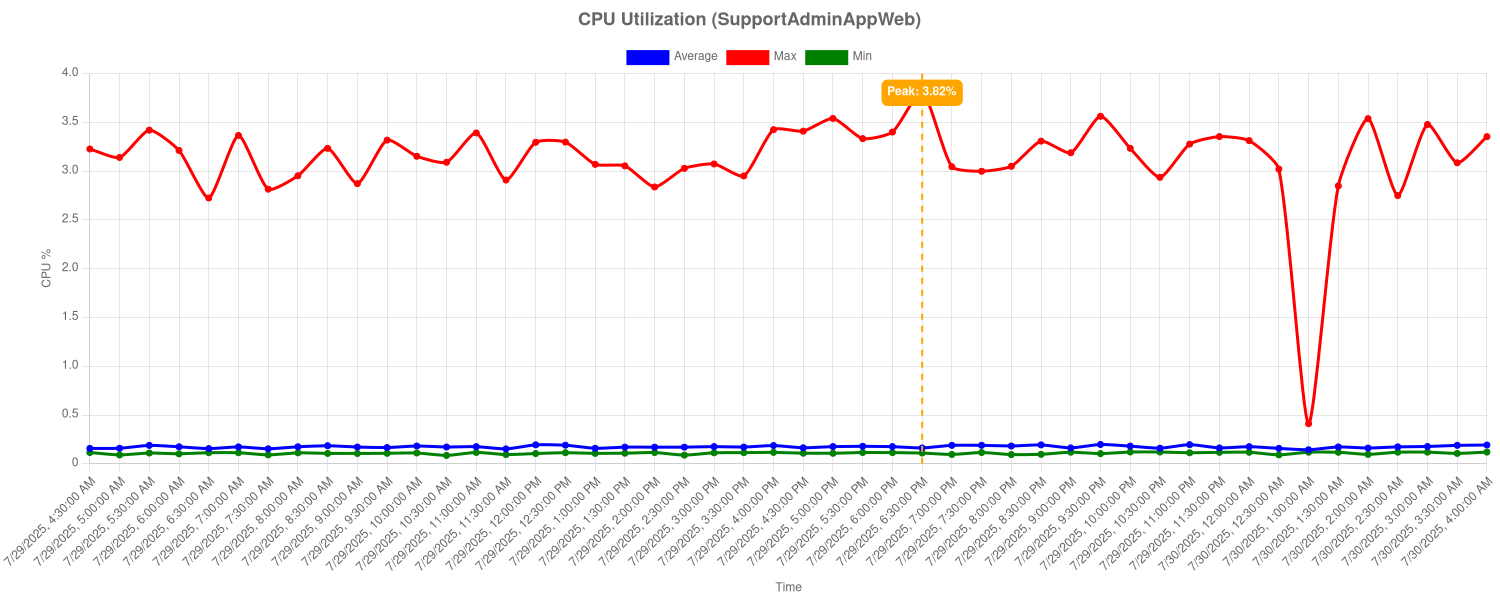 CPU Utilization (SupportAdminAppWeb)
Average Max Min
Peak: 3.82%
4.0
3.5
3.0
2.5
2.0
1.5
1.0
0.5
0
CPU %
7/29/2025, 4:30:00 AM
7/29/2025, 5:00:00 AM
7/29/2025, 5:30:00 AM
7/29/2025, 6:00:00 AM
7/29/2025, 6:30:00 AM
7/29/2025, 7:00:00 AM
7/29/2025, 7:30:00 AM
7/29/2025, 8:00:00 AM
7/29/2025, 8:30:00 AM
7/29/2025, 9:00:00 AM
7/29/2025, 9:30:00 AM
7/29/2025, 10:00:00 AM
7/29/2025, 10:30:00 AM
7/29/2025, 11:00:00 AM
7/29/2025, 11:30:00 AM
7/29/2025, 12:00:00 PM
7/29/2025, 12:30:00 PM
7/29/2025, 1:00:00 PM
7/29/2025, 1:30:00 PM
7/29/2025, 2:00:00 PM
7/29/2025, 2:30:00 PM
7/29/2025, 3:00:00 PM
7/29/2025, 3:30:00 PM
7/29/2025, 4:00:00 PM
7/29/2025, 4:30:00 PM
7/29/2025, 5:00:00 PM
7/29/2025, 5:30:00 PM
7/29/2025, 6:00:00 PM
7/29/2025, 6:30:00 PM
7/29/2025, 7:00:00 PM
7/29/2025, 7:30:00 PM
7/29/2025, 8:00:00 PM
7/29/2025, 8:30:00 PM
7/29/2025, 9:00:00 PM
7/29/2025, 9:30:00 PM
7/29/2025, 10:00:00 PM
7/29/2025, 10:30:00 PM
7/29/2025, 11:00:00 PM
7/29/2025, 11:30:00 PM
7/30/2025, 12:00:00 AM
7/30/2025, 12:30:00 AM
7/30/2025, 1:00:00 AM
7/30/2025, 1:30:00 AM
7/30/2025, 2:00:00 AM
7/30/2025, 2:30:00 AM
7/30/2025, 3:00:00 AM
7/30/2025, 3:30:00 AM
7/30/2025, 4:00:00 AM
Time